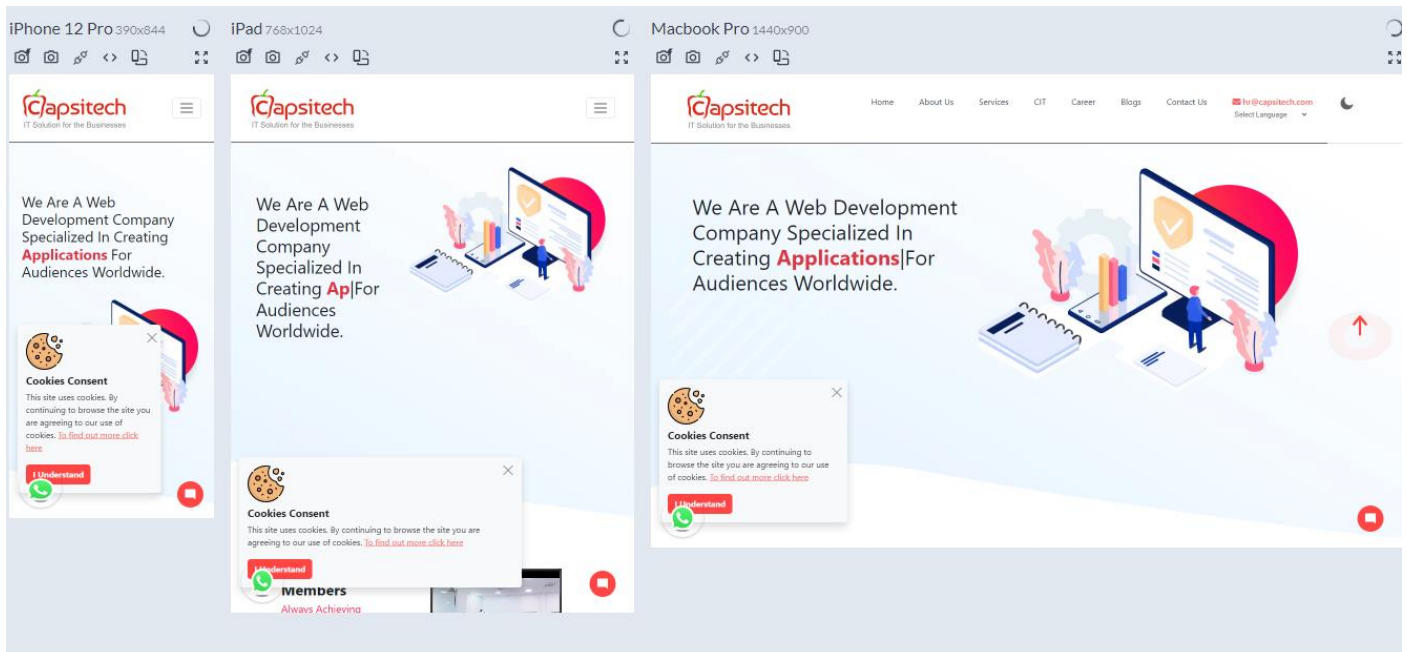 iPhone 12 Pro 390x844
Capsitech
IT Solution for the Businesses
We Are A Web
Development Company
Specialized In Creating
Applications For
Audiences Worldwide.
Cookies Consent
This site uses cookies. By
continuing to browse the site you
are agreeing to our use of
cookies. To find out more click
here
I Understand
iPad 768x1024
Capsitech
IT Solution for the Businesses
We Are A Web
Development
Company
Specialized In
Creating Ap|For
Audiences
Worldwide.
Cookies Consent
This site uses cookies. By continuing to browse the site you are
agreeing to our use of cookies. To find out more click here
I Understand
Members
Always Achieving
Macbook Pro 1440x900
Capsitech
IT Solution for the Businesses
Home About Us Services CIT Career Blogs Contact Us hr@capsitech.com
Select Language
We Are A Web Development
Company Specialized In
Creating Applications|For
Audiences Worldwide.
Cookies Consent
This site uses cookies. By continuing to
browse the site you are agreeing to our use
of cookies. To find out more click here
I Understand